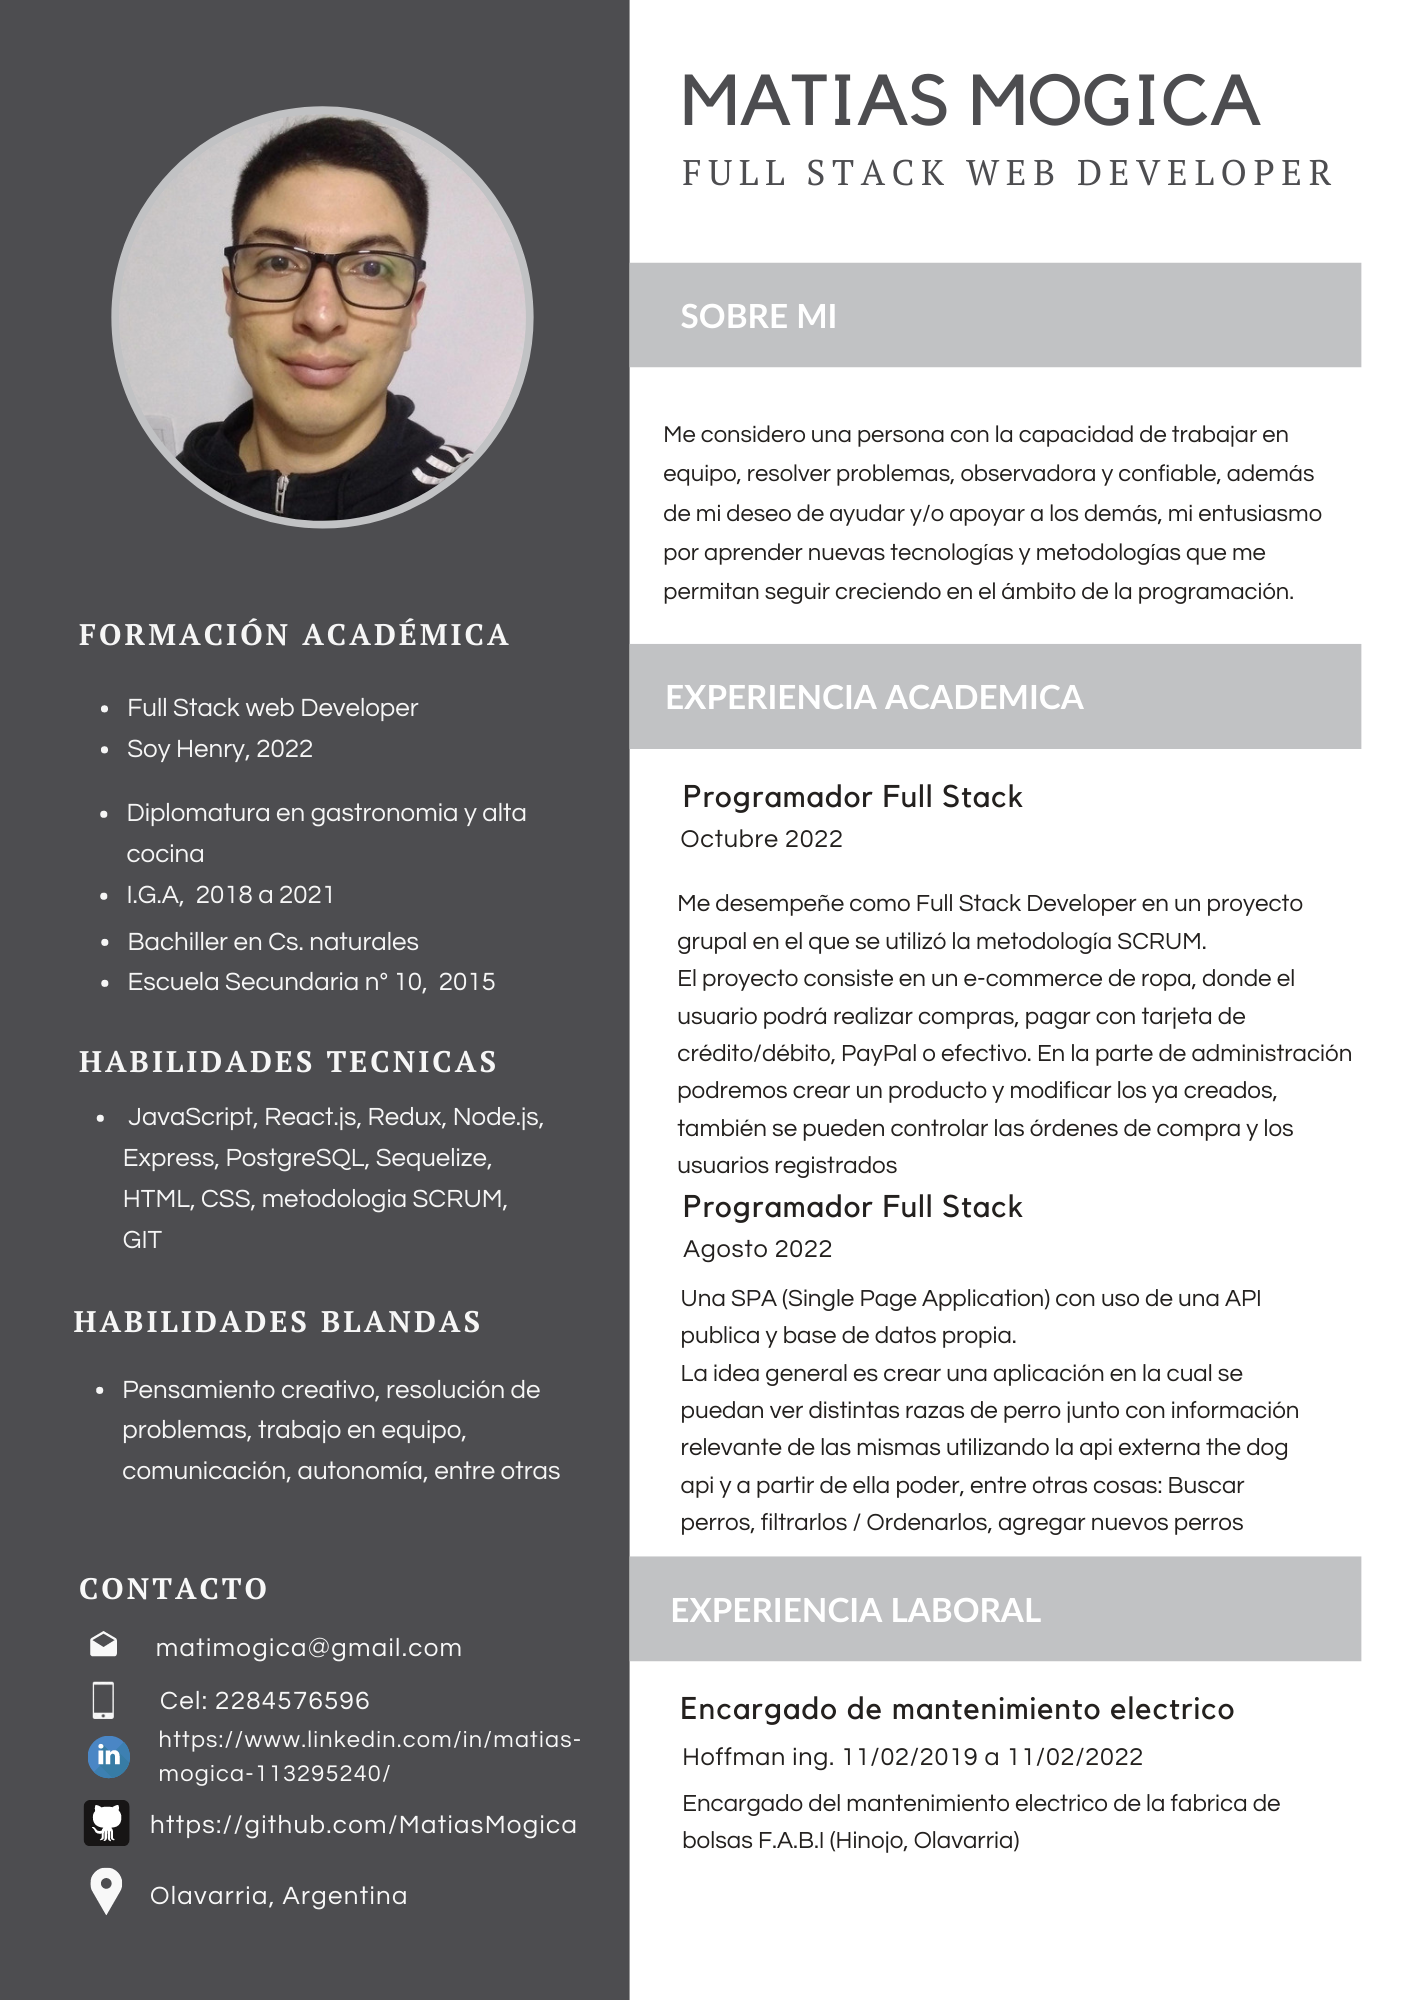 MATIAS MOGICA
FULL STACK WEB DEVELOPER
SOBRE MI
Me considero una persona con la capacidad de trabajar en
equipo, resolver problemas, observadora y confiable, además
de mi deseo de ayudar y/o apoyar a los demás, mi entusiasmo
por aprender nuevas tecnologías y metodologías que me
permitan seguir creciendo en el ámbito de la programación.
EXPERIENCIA ACADEMICA
Programador Full Stack
Octubre 2022
Me desempeñe como Full Stack Developer en un proyecto
grupal en el que se utilizó la metodología SCRUM.
El proyecto consiste en un e-commerce de ropa, donde el
usuario podrá realizar compras, pagar con tarjeta de
crédito/débito, PayPal o efectivo. En la parte de administración
podremos crear un producto y modificar los ya creados,
también se pueden controlar las órdenes de compra y los
usuarios registrados
Programador Full Stack
Agosto 2022
Una SPA (Single Page Application) con uso de una API
publica y base de datos propia.
La idea general es crear una aplicación en la cual se
puedan ver distintas razas de perro junto con información
relevante de las mismas utilizando la api externa the dog
api y a partir de ella poder, entre otras cosas: Buscar
perros, filtrarlos / Ordenarlos, agregar nuevos perros
EXPERIENCIA LABORAL
Encargado de mantenimiento electrico
Hoffman ing. 11/02/2019 a 11/02/2022
Encargado del mantenimiento electrico de la fabrica de
bolsas F.A.B.I (Hinojo, Olavarria)
FORMACIÓN ACADÉMICA
• Full Stack web Developer
• Soy Henry, 2022
• Diplomatura en gastronomia y alta
cocina
• I.G.A, 2018 a 2021
• Bachiller en Cs. naturales
• Escuela Secundaria n° 10, 2015
HABILIDADES TECNICAS
• JavaScript, React.js, Redux, Node.js,
Express, PostgreSQL, Sequelize,
HTML, CSS, metodologia SCRUM,
GIT
HABILIDADES BLANDAS
• Pensamiento creativo, resolución de
problemas, trabajo en equipo,
comunicación, autonomía, entre otras
CONTACTO
matimogica@gmail.com
Cel: 2284576596
in
https://www.linkedin.com/in/matias-
mogica-113295240/
https://github.com/MatiasMogica
Olavarria, Argentina